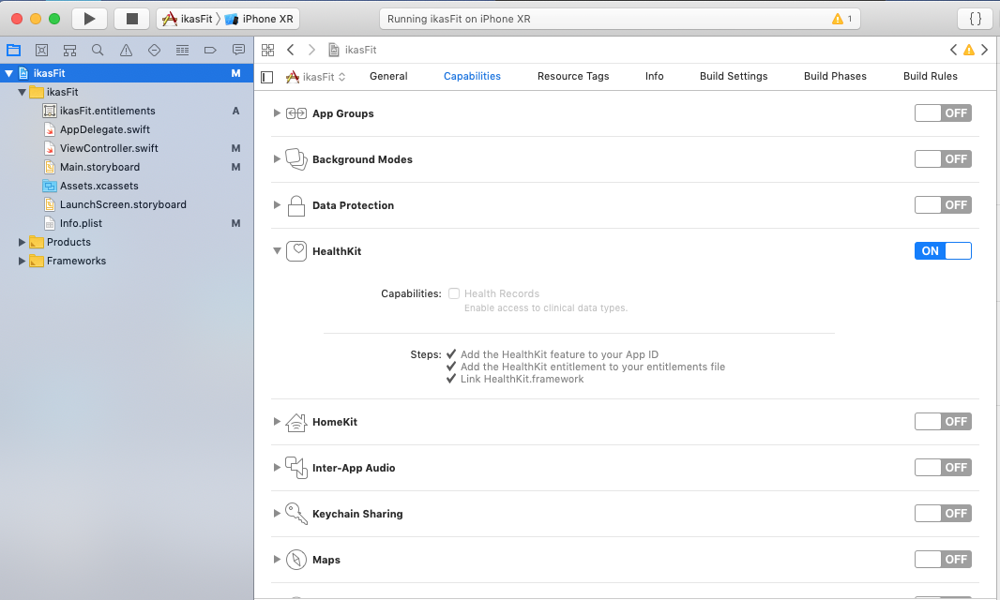 ikasFit iPhone XR
Running ikasFit on iPhone XR
1
{ }
ikasFit M
ikasFit
ikasFit.entitlements A
AppDelegate.swift
ViewController.swift M
Main.storyboard M
Assets.xcassets
LaunchScreen.storyboard
Info.plist M
Products
Frameworks
ikasFit
ikasFit General Capabilities Resource Tags Info Build Settings Build Phases Build Rules
App Groups OFF
Background Modes OFF
Data Protection OFF
HealthKit ON
Capabilities: Health Records
Enable access to clinical data types.
Steps: ✔ Add the HealthKit feature to your App ID
✔ Add the HealthKit entitlement to your entitlements file
✔ Link HealthKit.framework
HomeKit OFF
Inter-App Audio OFF
Keychain Sharing OFF
Maps OFF